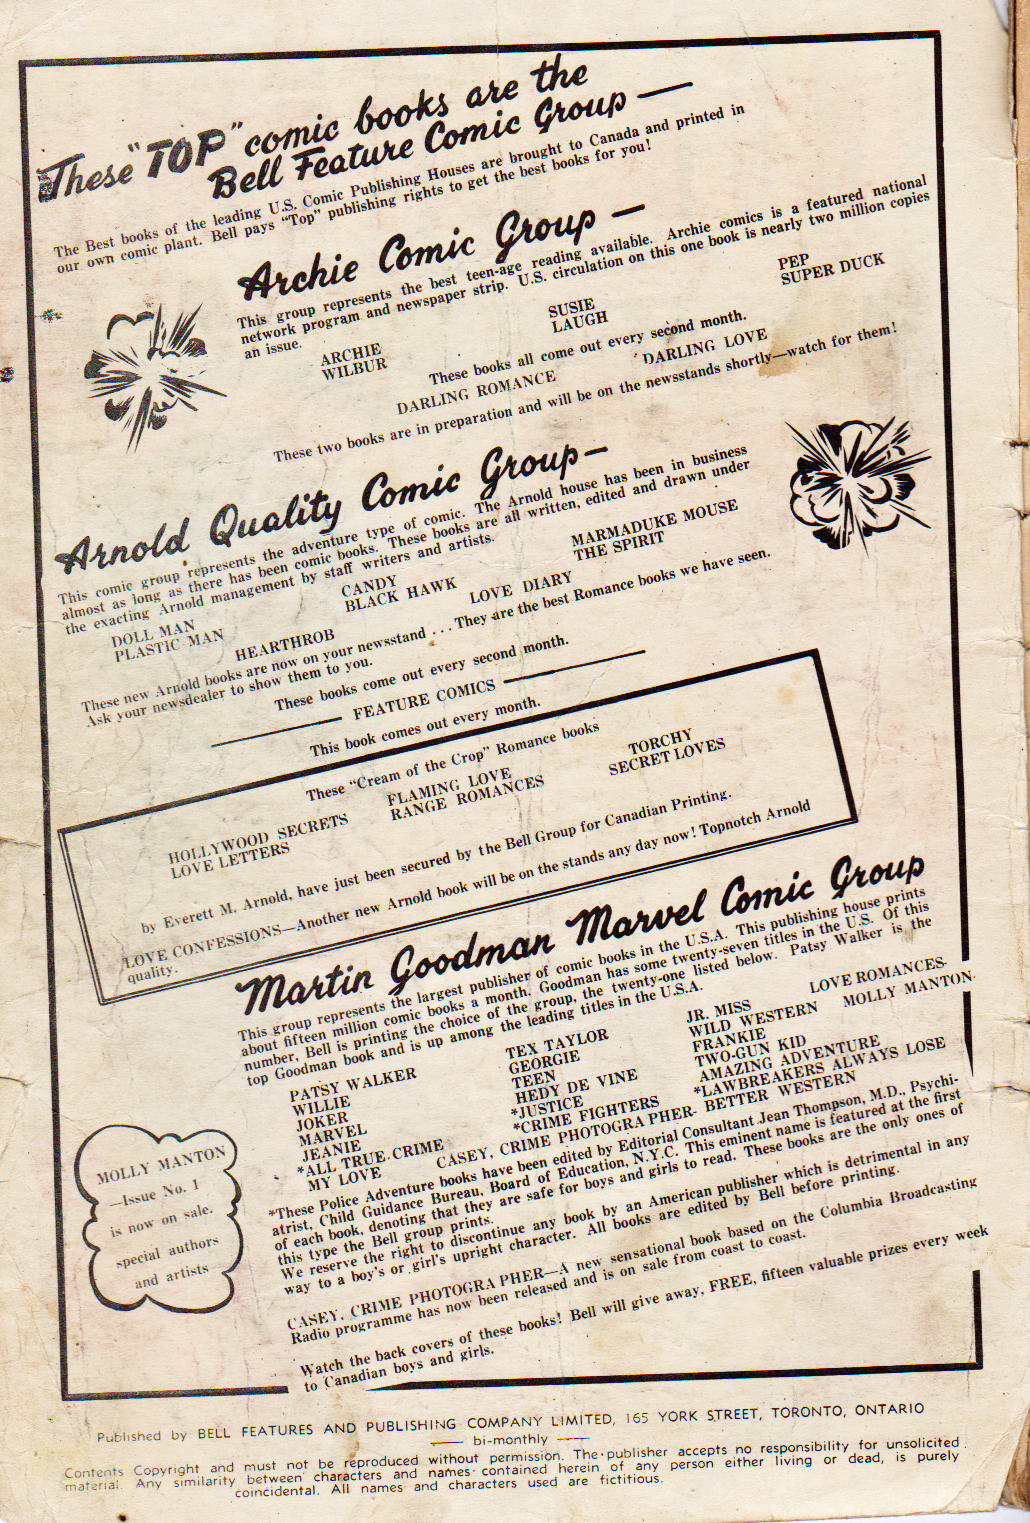 These "TOP" comic books are the
Bell Feature Comic Group —
The Best books of the leading U.S. Comic Publishing Houses are brought to Canada and printed in
our own comic plant. Bell pays "Top" publishing rights to get the best books for you!
Archie Comic Group —
This group represents the best teen-age reading available. Archie comics is a featured national
network program and newspaper strip. U.S. circulation on this one book is nearly two million copies
an issue.
ARCHIE SUSIE PEP
WILBUR LAUGH SUPER DUCK
These books all come out every second month.
DARLING ROMANCE DARLING LOVE
These two books are in preparation and will be on the newsstands shortly—watch for them!
Arnold Quality Comic Group —
This comic group represents the adventure type of comic. The Arnold house has been in business
almost as long as there has been comic books. These books are all written, edited and drawn under
the exacting Arnold management by staff writers and artists.
DOLL MAN CANDY MARMADUKE MOUSE
PLASTIC MAN BLACK HAWK THE SPIRIT
HEARTHROB LOVE DIARY
These new Arnold books are now on your newsstand . . . They are the best Romance books we have seen.
Ask your newsdealer to show them to you.
These books come out every second month.
FEATURE COMICS
This book comes out every month.
These "Cream of the Crop" Romance books
HOLLYWOOD SECRETS FLAMING LOVE TORCHY
LOVE LETTERS RANGE ROMANCES SECRET LOVES
by Everett M. Arnold, have just been secured by the Bell Group for Canadian Printing.
LOVE CONFESSIONS—Another new Arnold book will be on the stands any day now! Topnotch Arnold
quality.
Martin Goodman Marvel Comic Group
This group represents the largest publisher of comic books in the U.S.A. This publishing house prints
about fifteen million comic books a month. Goodman has some twenty-seven titles in the U.S. Of this
number, Bell is printing the choice of the group, the twenty-one listed below. Patsy Walker is the
top Goodman book and is up among the leading titles in the U.S.A.
PATSY WALKER TEX TAYLOR JR. MISS LOVE ROMANCES
WILLIE GEORGIE WILD WESTERN MOLLY MANTON
JOKER TEEN FRANKIE
MARVEL HEDY DE VINE TWO-GUN KID
JEANIE *JUSTICE AMAZING ADVENTURE
*ALL TRUE CRIME *CRIME FIGHTERS *LAWBREAKERS ALWAYS LOSE
MY LOVE CASEY, CRIME PHOTOGRAPHER- BETTER WESTERN
*These Police Adventure books have been edited by Editorial Consultant Jean Thompson, M.D., Psychi-
atrist, Child Guidance Bureau, Board of Education, N.Y.C. This eminent name is featured at the first
of each book, denoting that they are safe for boys and girls to read. These books are the only ones of
this type the Bell group prints.
We reserve the right to discontinue any book by an American publisher which is detrimental in any
way to a boy's or girl's upright character. All books are edited by Bell before printing.
CASEY, CRIME PHOTOGRAPHER—A new sensational book based on the Columbia Broadcasting
Radio programme has now been released and is on sale from coast to coast.
Watch the back covers of these books! Bell will give away, FREE, fifteen valuable prizes every week
to Canadian boys and girls.
MOLLY MANTON
—Issue No. 1
is now on sale.
special authors
and artists
Published by BELL FEATURES AND PUBLISHING COMPANY LIMITED, 165 YORK STREET, TORONTO, ONTARIO
— bi-monthly —
Contents Copyright and must not be reproduced without permission. The publisher accepts no responsibility for unsolicited
material. Any similarity between characters and names contained herein of any person either living or dead, is purely
coincidental. All names and characters used are fictitious.